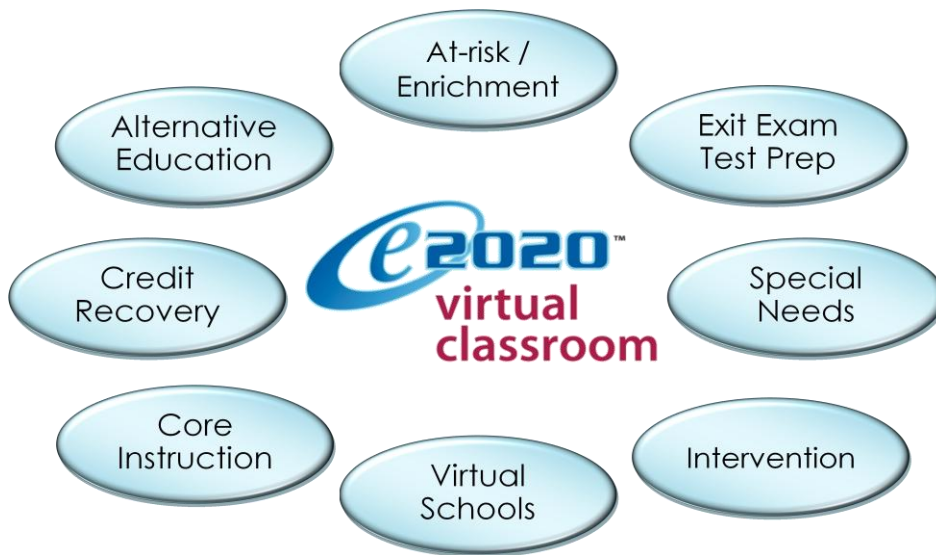 At-risk /
Enrichment
Alternative
Education
Exit Exam
Test Prep
e2020™
virtual
classroom
Credit
Recovery
Special
Needs
Core
Instruction
Virtual
Schools
Intervention